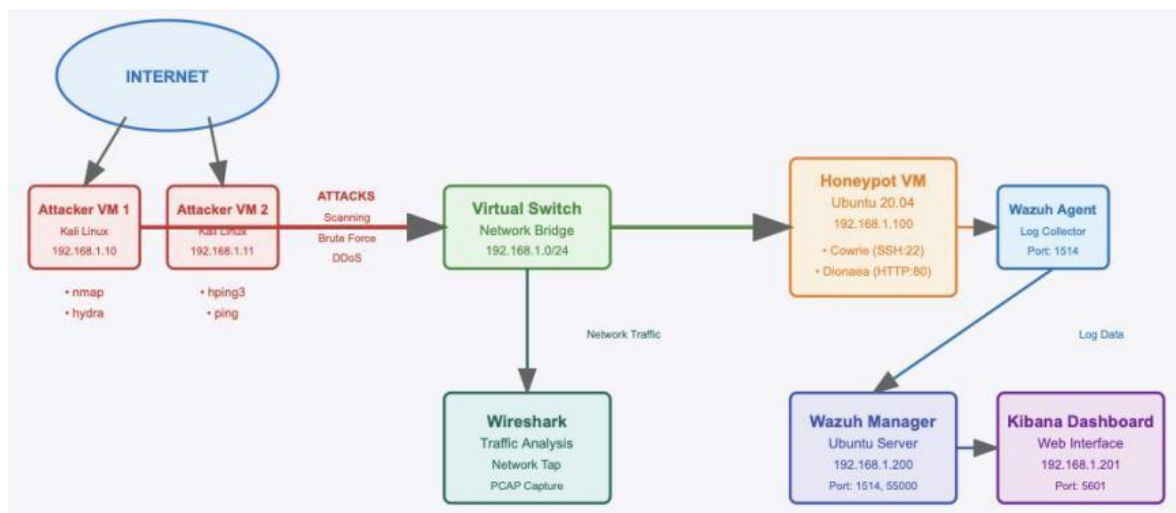 INTERNET
Attacker VM 1
Kali Linux
192.168.1.10
• nmap
• hydra
Attacker VM 2
Kali Linux
192.168.1.11
• hping3
• ping
ATTACKS
Scanning
Brute Force
DDoS
Virtual Switch
Network Bridge
192.168.1.0/24
Honeypot VM
Ubuntu 20.04
192.168.1.100
• Cowrie (SSH:22)
• Dionaea (HTTP:80)
Wazuh Agent
Log Collector
Port: 1514
Network Traffic
Log Data
Wireshark
Traffic Analysis
Network Tap
PCAP Capture
Wazuh Manager
Ubuntu Server
192.168.1.200
Port: 1514, 55000
Kibana Dashboard
Web Interface
192.168.1.201
Port: 5601